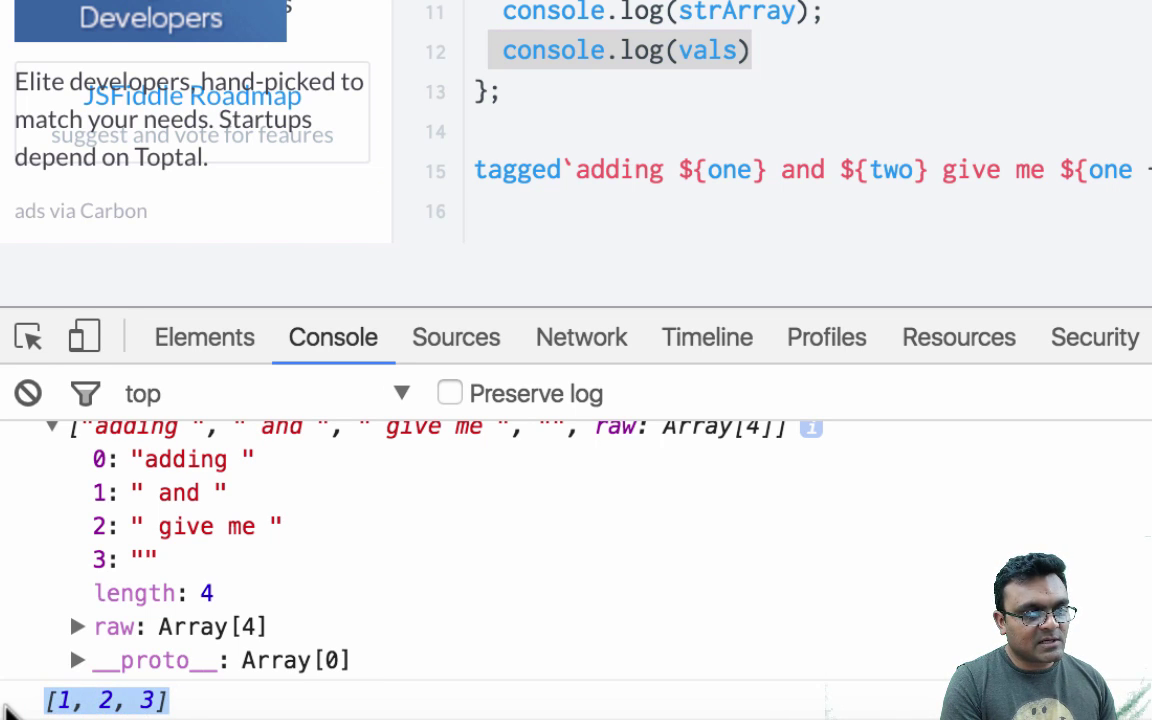 Developers
Elite developers, hand-picked to
JSFiddle Roadmap
match your needs. Startups
suggest and vote for feaures
depend on Toptal.
ads via Carbon
11 console.log(strArray);
12 console.log(vals)
13 };
14
15 tagged`adding ${one} and ${two} give me ${one
16
Elements Console Sources Network Timeline Profiles Resources Security
top Preserve log
["adding ", " and ", " give me ", "", raw: Array[4]] i
0: "adding "
1: " and "
2: " give me "
3: ""
length: 4
raw: Array[4]
__proto__: Array[0]
[1, 2, 3]